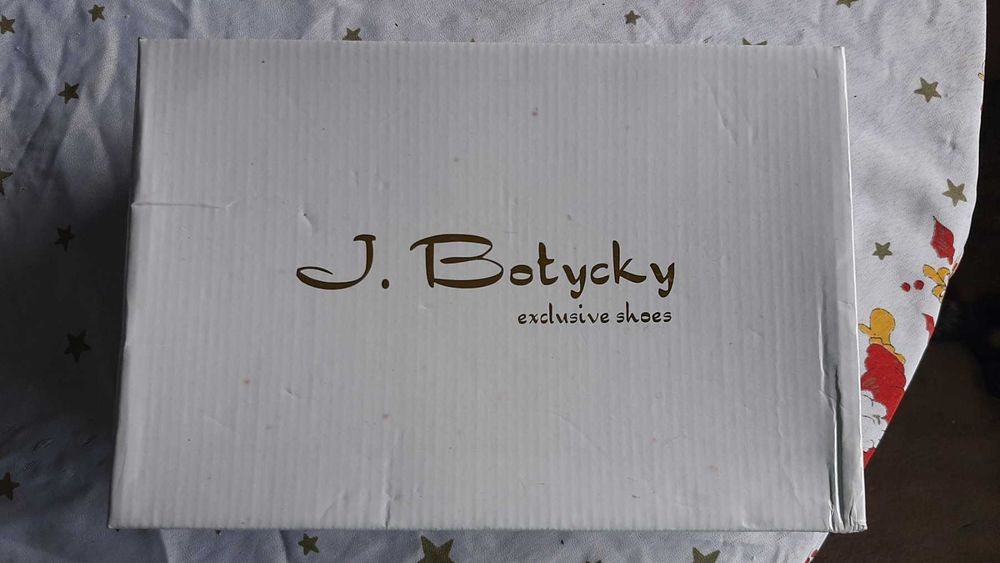 J. Botycky
exclusive shoes